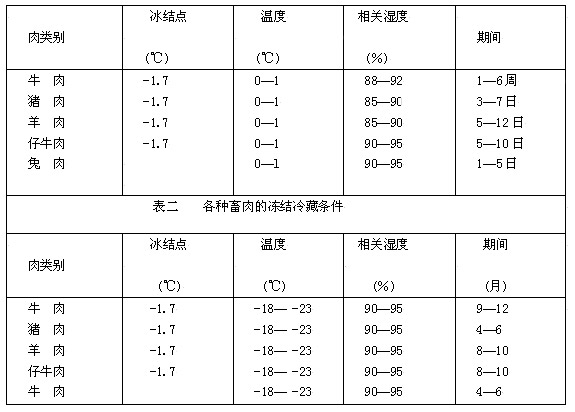 肉类别 冰结点 (℃) 温度 (℃) 相关湿度 (%) 期间
牛 肉 -1.7 0—1 88—92 1—6周
猪 肉 -1.7 0—1 85—90 3—7日
羊 肉 -1.7 0—1 85—90 5—12日
仔牛肉 -1.7 0—1 90—95 5—10日
兔 肉 0—1 90—95 1—5日
表二 各种畜肉的冻结冷藏条件
肉类别 冰结点 (℃) 温度 (℃) 相关湿度 (%) 期间 (月)
牛 肉 -1.7 -18— -23 90—95 9—12
猪 肉 -1.7 -18— -23 90—95 4—6
羊 肉 -1.7 -18— -23 90—95 8—10
仔牛肉 -1.7 -18— -23 90—95 8—10
牛 肉 -18— -23 90—95 4—6